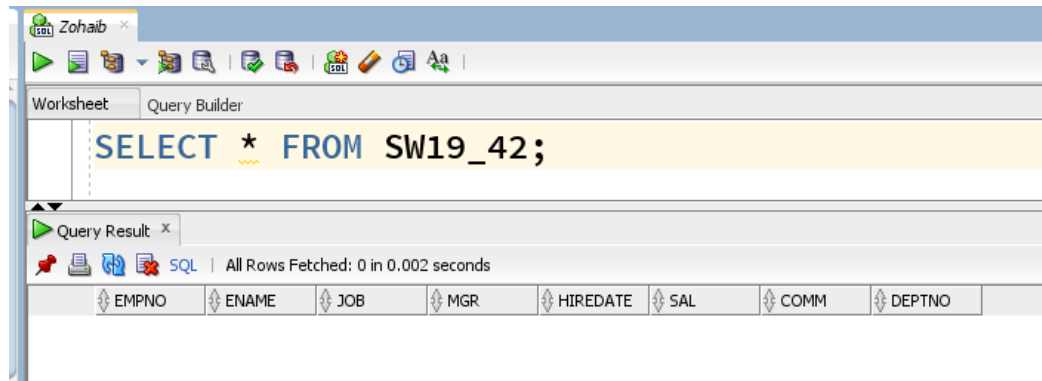 Zohaib
Worksheet Query Builder
SELECT * FROM SW19_42;
Query Result x
SQL | All Rows Fetched: 0 in 0.002 seconds
EMPNO ENAME JOB MGR HIREDATE SAL COMM DEPTNO